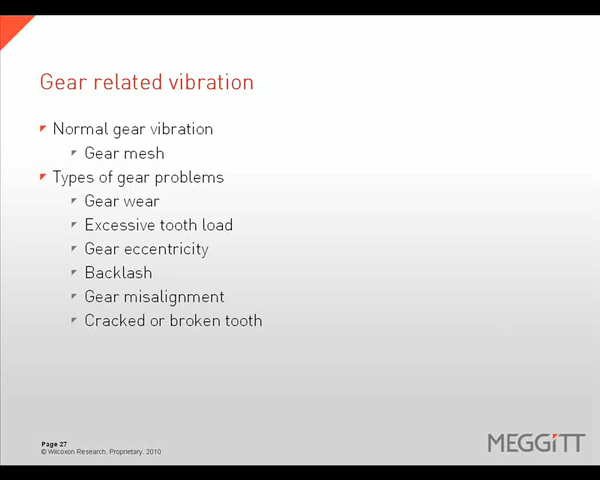 Gear related vibration
Normal gear vibration
Gear mesh
Types of gear problems
Gear wear
Excessive tooth load
Gear eccentricity
Backlash
Gear misalignment
Cracked or broken tooth
Page 27
© Wilcoxon Research. Proprietary. 2010
MEGGITT